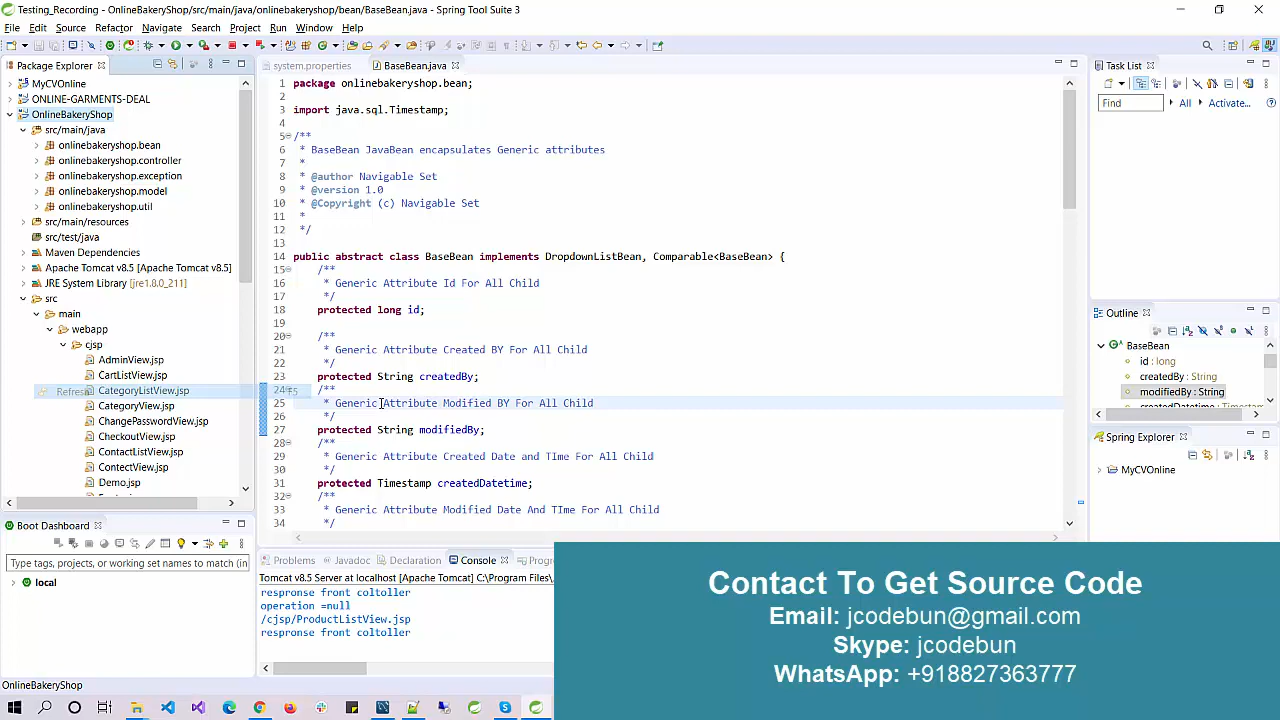 Testing_Recording - OnlineBakeryShop/src/main/java/onlinebakeryshop/bean/BaseBean.java - Spring Tool Suite 3
File Edit Source Refactor Navigate Search Project Run Window Help
Package Explorer
MyCVOnline
ONLINE-GARMENTS-DEAL
OnlineBakeryShop
src/main/java
onlinebakeryshop.bean
onlinebakeryshop.controller
onlinebakeryshop.exception
onlinebakeryshop.model
onlinebakeryshop.util
src/main/resources
src/test/java
Maven Dependencies
Apache Tomcat v8.5 [Apache Tomcat v8.5]
JRE System Library [jre1.8.0_211]
src
main
webapp
cjsp
AdminView.jsp
CartListView.jsp
CategoryListView.jsp
Refresh F5
CategoryView.jsp
ChangePasswordView.jsp
CheckoutView.jsp
ContactListView.jsp
ContectView.jsp
Demo.jsp
Boot Dashboard
Type tags, projects, or working set names to match (in
local
OnlineBakeryShop
system.properties BaseBean.java
1 package onlinebakeryshop.bean;
2
3 import java.sql.Timestamp;
4
5 /**
6 * BaseBean JavaBean encapsulates Generic attributes
7 *
8 * @author Navigable Set
9 * @version 1.0
10 * @Copyright (c) Navigable Set
11 *
12 */
13
14 public abstract class BaseBean implements DropdownListBean, Comparable<BaseBean> {
15 /**
16 * Generic Attribute Id For All Child
17 */
18 protected long id;
19
20 /**
21 * Generic Attribute Created BY For All Child
22 */
23 protected String createdBy;
24 /**
25 * Generic Attribute Modified BY For All Child
26 */
27 protected String modifiedBy;
28 /**
29 * Generic Attribute Created Date and TIme For All Child
30 */
31 protected Timestamp createdDatetime;
32 /**
33 * Generic Attribute Modified Date And TIme For All Child
34 */
Problems Javadoc Declaration Console Progr
Tomcat v8.5 Server at localhost [Apache Tomcat] C:\Program Files\
respronse front coltoller
operation =null
/cjsp/ProductListView.jsp
respronse front coltoller
Task List
Find All Activate...
Outline
BaseBean
id : long
createdBy : String
modifiedBy : String
createdDatetime : Timestamp
Spring Explorer
MyCVOnline
Contact To Get Source Code
Email: jcodebun@gmail.com
Skype: jcodebun
WhatsApp: +918827363777